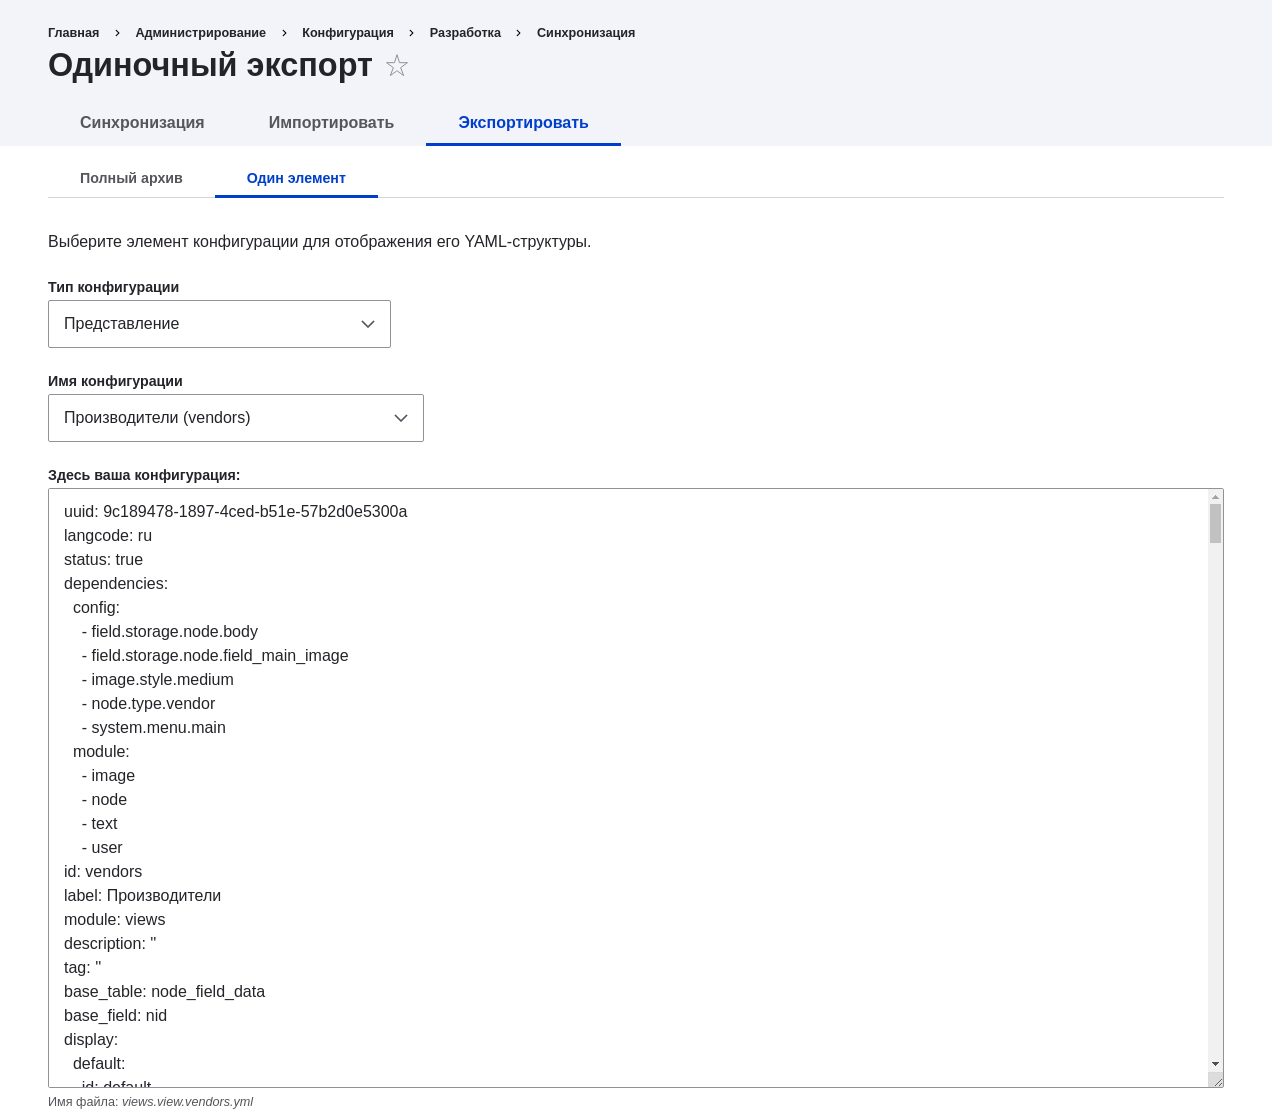 Главная › Администрирование › Конфигурация › Разработка › Синхронизация
Одиночный экспорт
Синхронизация Импортировать Экспортировать
Полный архив Один элемент
Выберите элемент конфигурации для отображения его YAML-структуры.
Тип конфигурации
Представление
Имя конфигурации
Производители (vendors)
Здесь ваша конфигурация:
uuid: 9c189478-1897-4ced-b51e-57b2d0e5300a
langcode: ru
status: true
dependencies:
  config:
    - field.storage.node.body
    - field.storage.node.field_main_image
    - image.style.medium
    - node.type.vendor
    - system.menu.main
  module:
    - image
    - node
    - text
    - user
id: vendors
label: Производители
module: views
description: ''
tag: ''
base_table: node_field_data
base_field: nid
display:
  default:
    id: default
Имя файла: views.view.vendors.yml